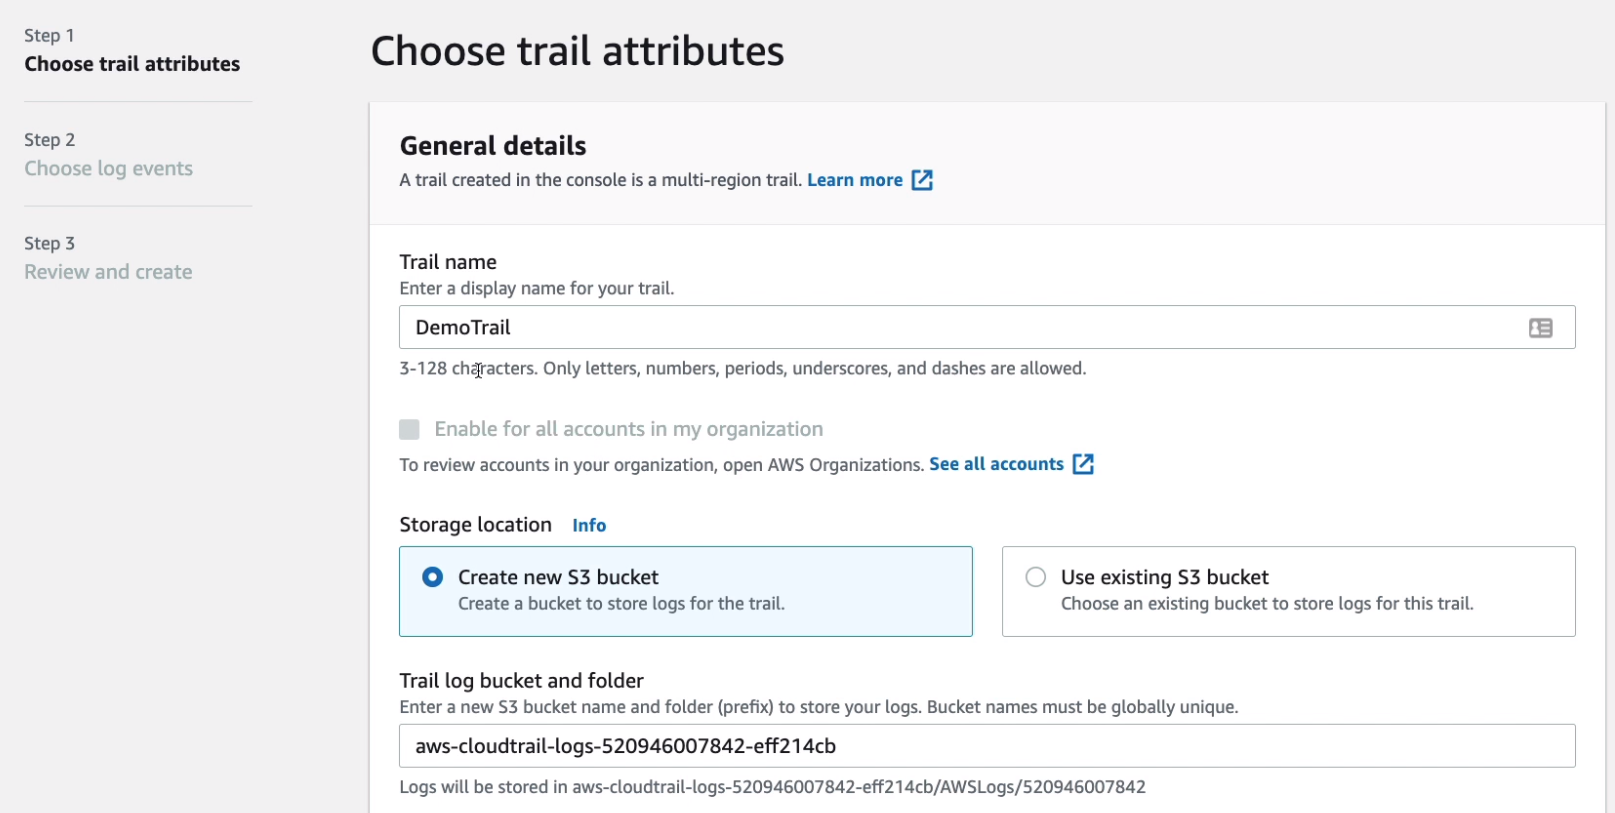 Step 1
Choose trail attributes
Step 2
Choose log events
Step 3
Review and create
Choose trail attributes
General details
A trail created in the console is a multi-region trail. Learn more
Trail name
Enter a display name for your trail.
DemoTrail
3-128 characters. Only letters, numbers, periods, underscores, and dashes are allowed.
Enable for all accounts in my organization
To review accounts in your organization, open AWS Organizations. See all accounts
Storage location Info
Create new S3 bucket
Create a bucket to store logs for the trail.
Use existing S3 bucket
Choose an existing bucket to store logs for this trail.
Trail log bucket and folder
Enter a new S3 bucket name and folder (prefix) to store your logs. Bucket names must be globally unique.
aws-cloudtrail-logs-520946007842-eff214cb
Logs will be stored in aws-cloudtrail-logs-520946007842-eff214cb/AWSLogs/520946007842